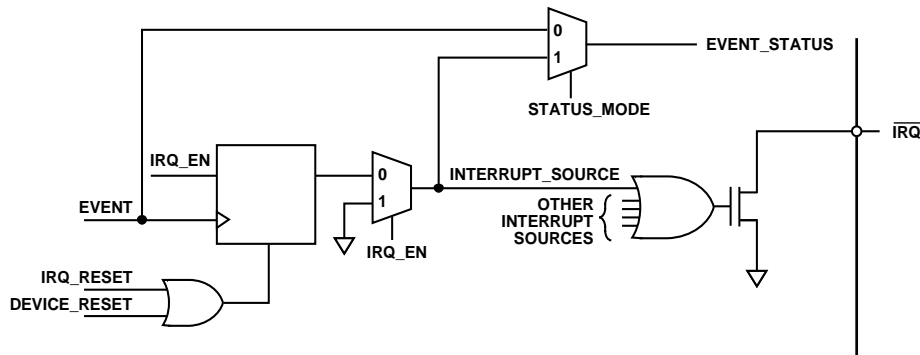 0
1
EVENT_STATUS
STATUS_MODE
IRQ
IRQ_EN
0
1
INTERRUPT_SOURCE
OTHER
INTERRUPT
SOURCES
EVENT
IRQ_EN
IRQ_RESET
DEVICE_RESET